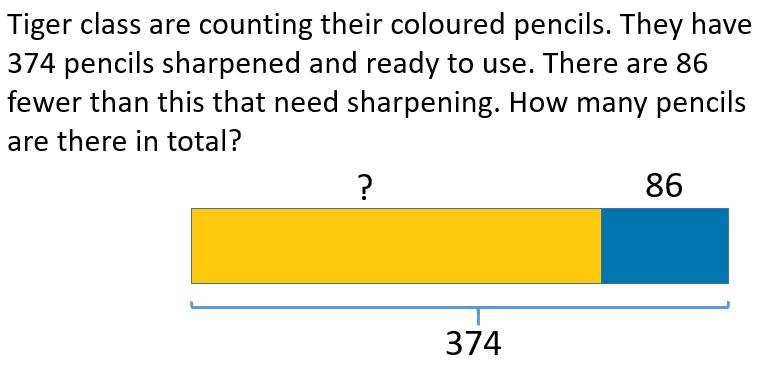 Tiger class are counting their coloured pencils. They have
374 pencils sharpened and ready to use. There are 86
fewer than this that need sharpening. How many pencils
are there in total?
? 86
374